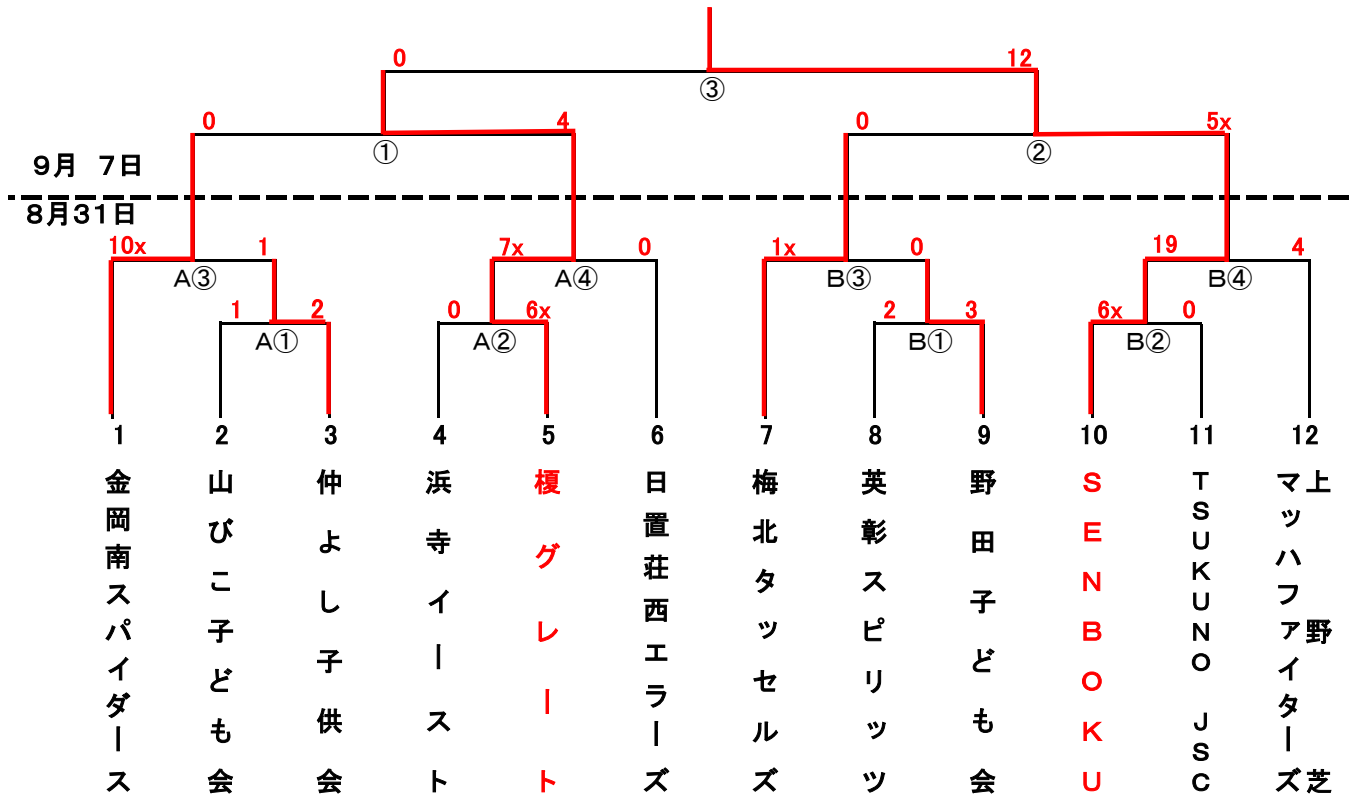 0 12
③
0 4 0 5x
① ②
9月 7日
8月31日
10x 1 7x 0 1x 0 19 4
A③ A④ B③ B④
1 2 0 6x 2 3 6x 0
A① A② B① B②
1 2 3 4 5 6 7 8 9 10 11 12
金岡南スパイダース
山びこ子ども会
仲よし子供会
浜寺イースト
榎グレート
日置荘西エラーズ
梅北タッセルズ
英彰スピリッツ
野田子ども会
SENBOKU
TSUKUNO JSC
上野芝
マッハファイターズ